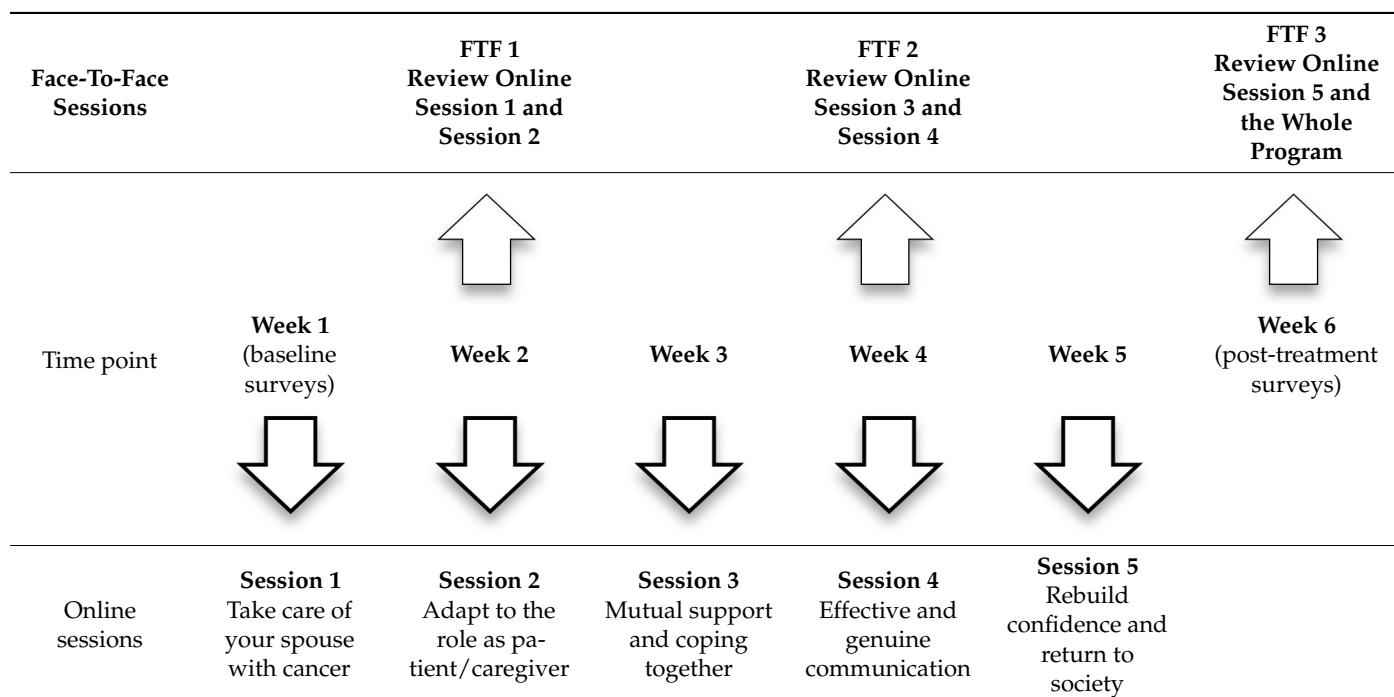 Face-To-Face
Sessions
FTF 1
Review Online
Session 1 and
Session 2
FTF 2
Review Online
Session 3 and
Session 4
FTF 3
Review Online
Session 5 and
the Whole
Program
Time point
Week 1
(baseline
surveys)
Week 2
Week 3
Week 4
Week 5
Week 6
(post-treatment
surveys)
Online
sessions
Session 1
Take care of
your spouse
with cancer
Session 2
Adapt to the
role as pa-
tient/caregiver
Session 3
Mutual support
and coping
together
Session 4
Effective and
genuine
communication
Session 5
Rebuild
confidence and
return to
society